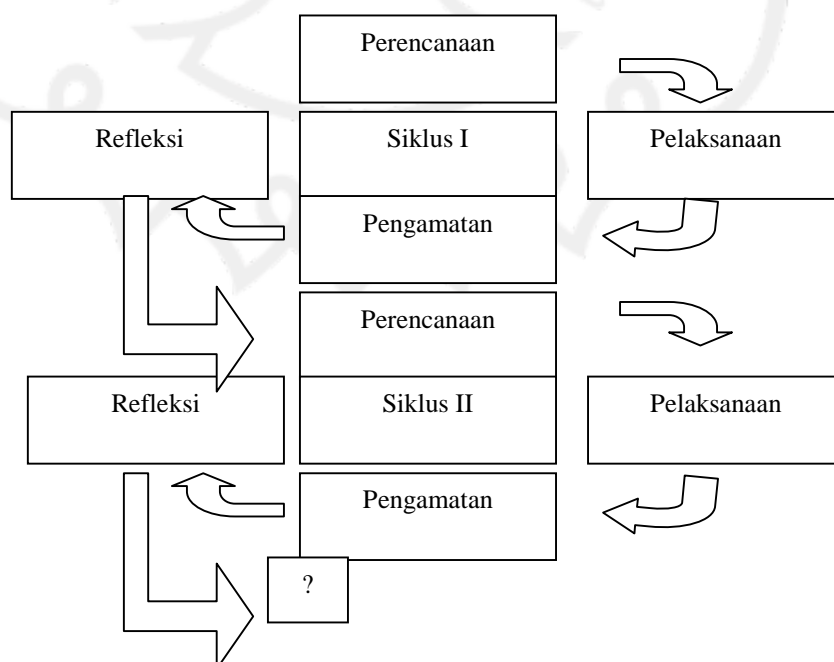 Perencanaan
Refleksi
Siklus I
Pelaksanaan
Pengamatan
Perencanaan
Refleksi
Siklus II
Pelaksanaan
Pengamatan
?